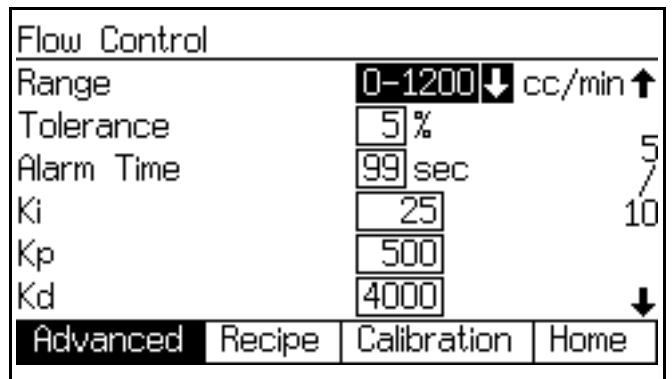 Flow Control
Range 0-1200 cc/min
Tolerance 5 %
Alarm Time 99 sec
Ki 25
Kp 500
Kd 4000
5
/
10
Advanced Recipe Calibration Home